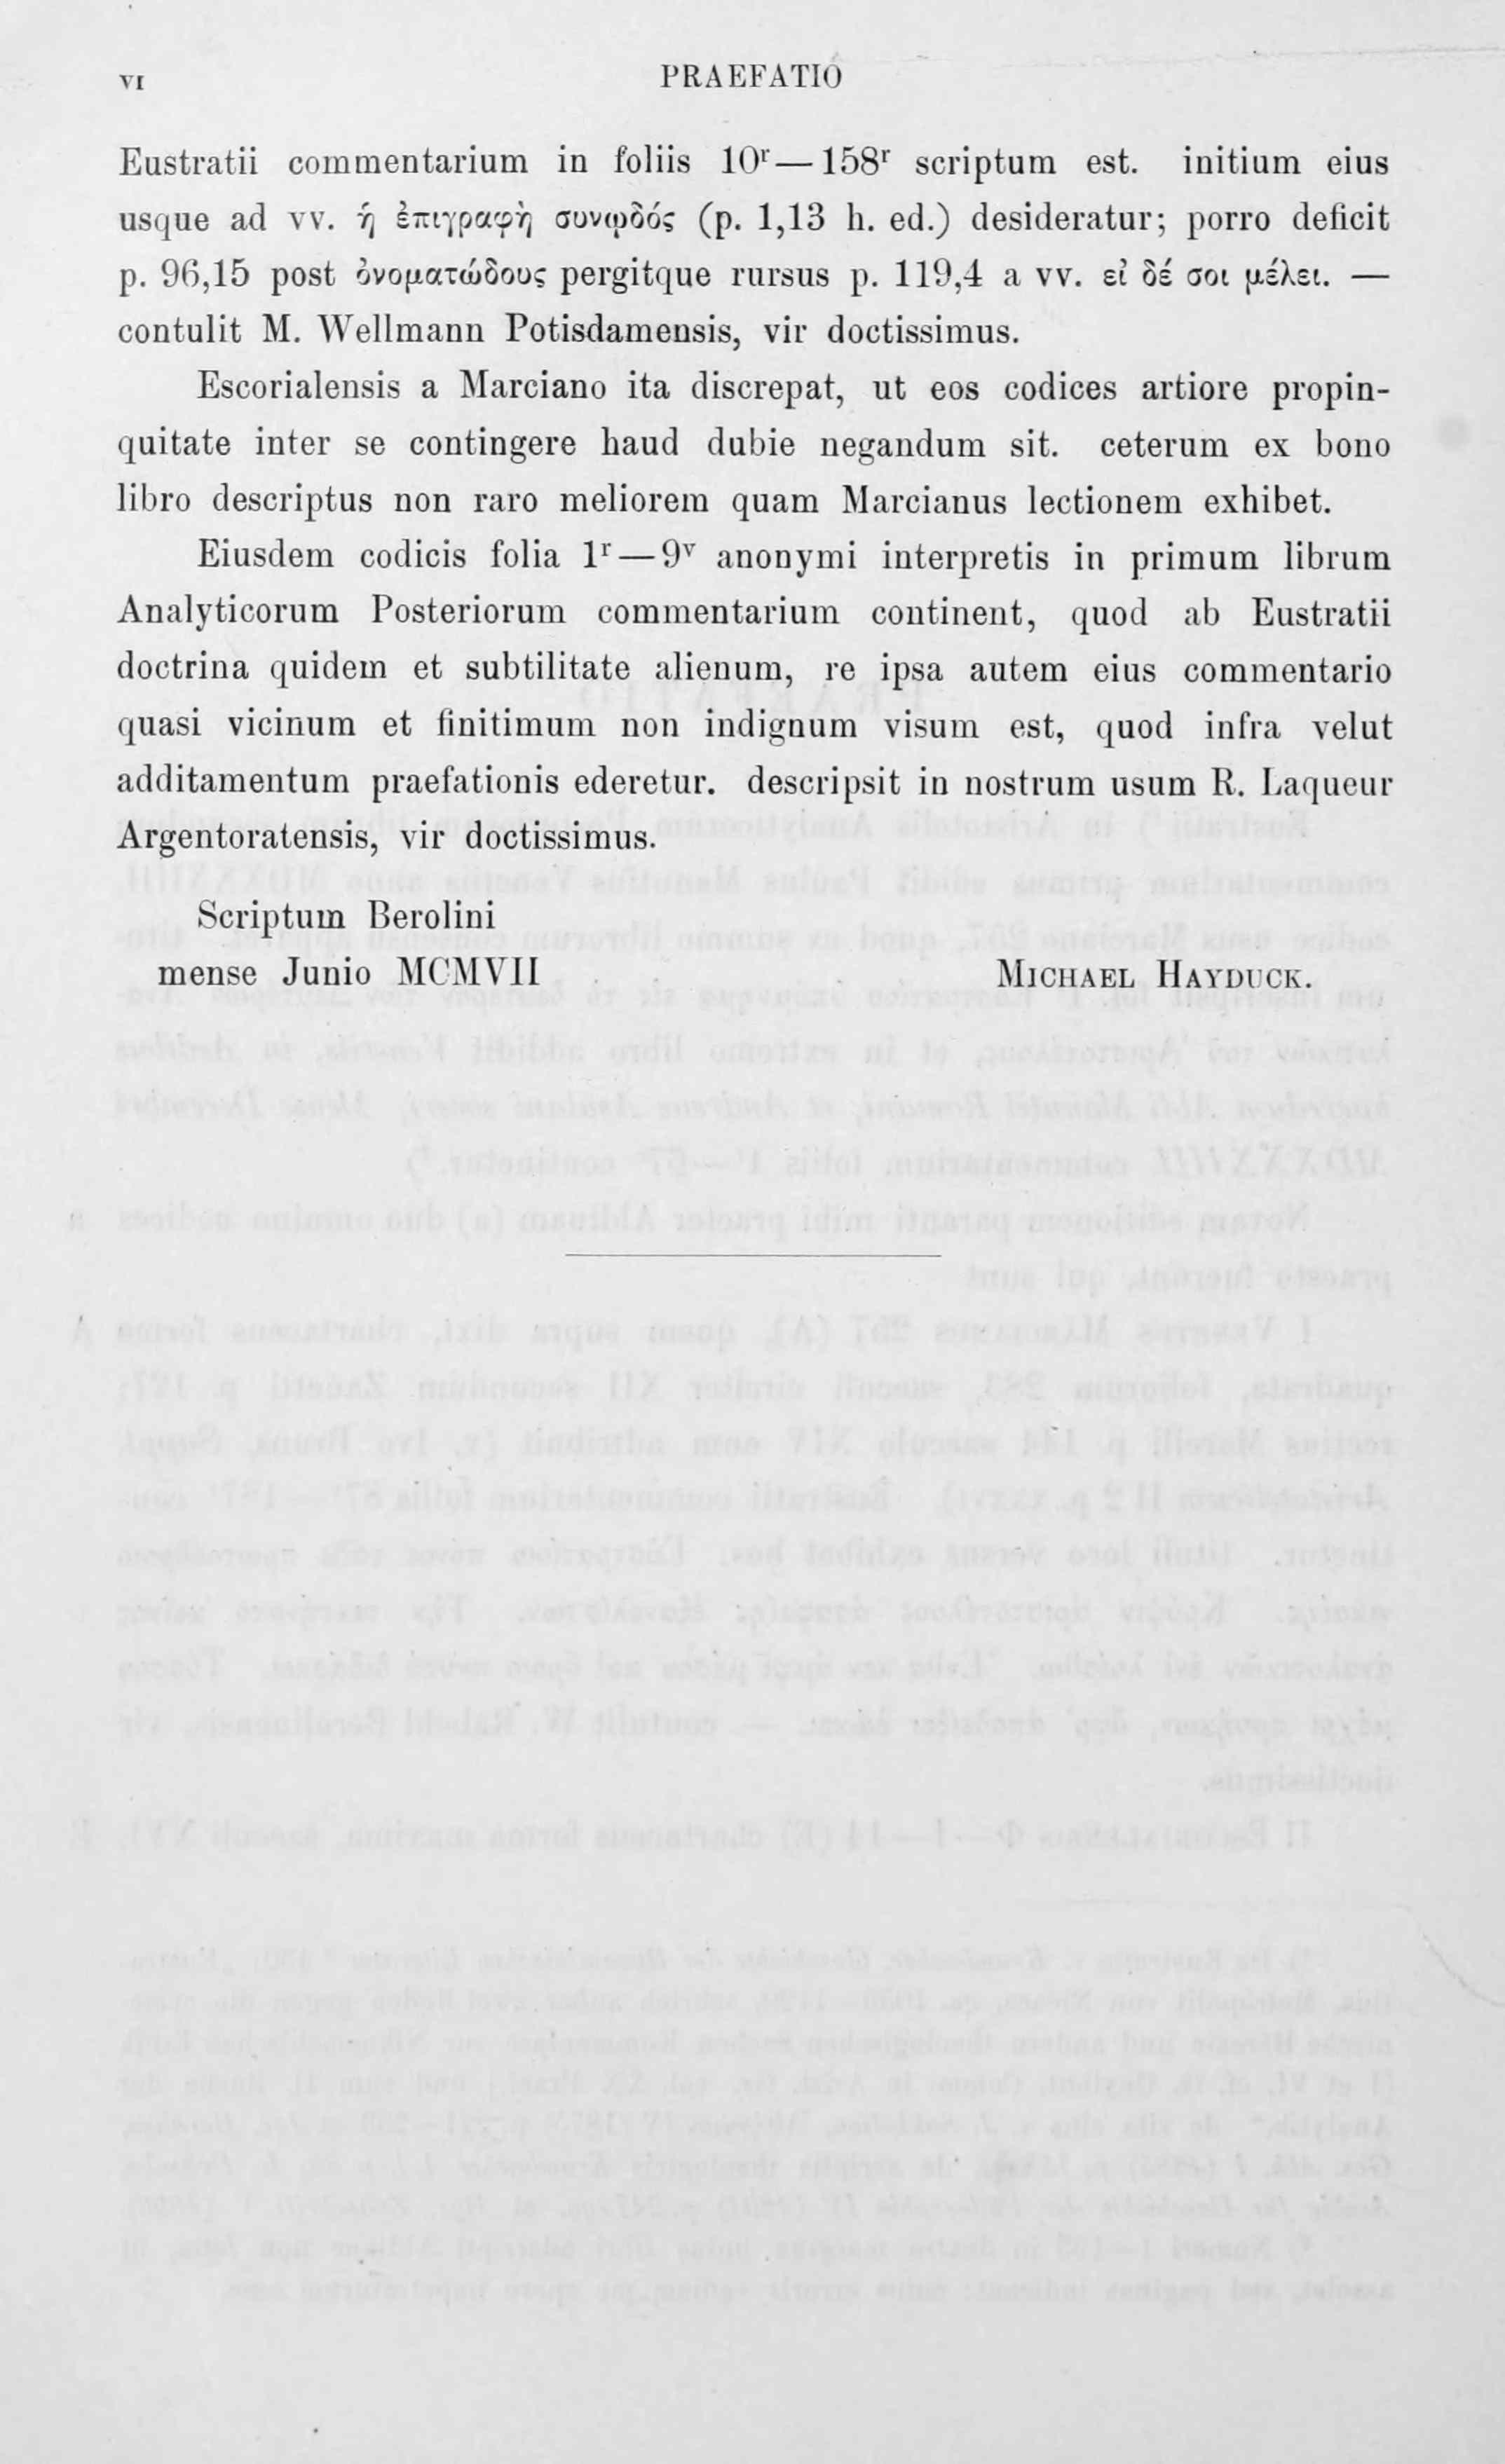 VI PRAEFATIO
Eustratii commentarium in foliis 10ʳ—158ʳ scriptum est. initium eius
usque ad vv. ἡ ἐπιγραφὴ συνῳδός (p. 1,13 h. ed.) desideratur; porro deficit
p. 96,15 post ὀνοματώδους pergitque rursus p. 119,4 a vv. εἰ δέ σοι μέλει. —
contulit M. Wellmann Potisdamensis, vir doctissimus.
Escorialensis a Marciano ita discrepat, ut eos codices artiore propin-
quitate inter se contingere haud dubie negandum sit. ceterum ex bono
libro descriptus non raro meliorem quam Marcianus lectionem exhibet.
Eiusdem codicis folia 1ʳ—9ᵛ anonymi interpretis in primum librum
Analyticorum Posteriorum commentarium continent, quod ab Eustratii
doctrina quidem et subtilitate alienum, re ipsa autem eius commentario
quasi vicinum et finitimum non indignum visum est, quod infra velut
additamentum praefationis ederetur. descripsit in nostrum usum R. Laqueur
Argentoratensis, vir doctissimus.
Scriptum Berolini
mense Junio MCMVII MICHAEL HAYDUCK.